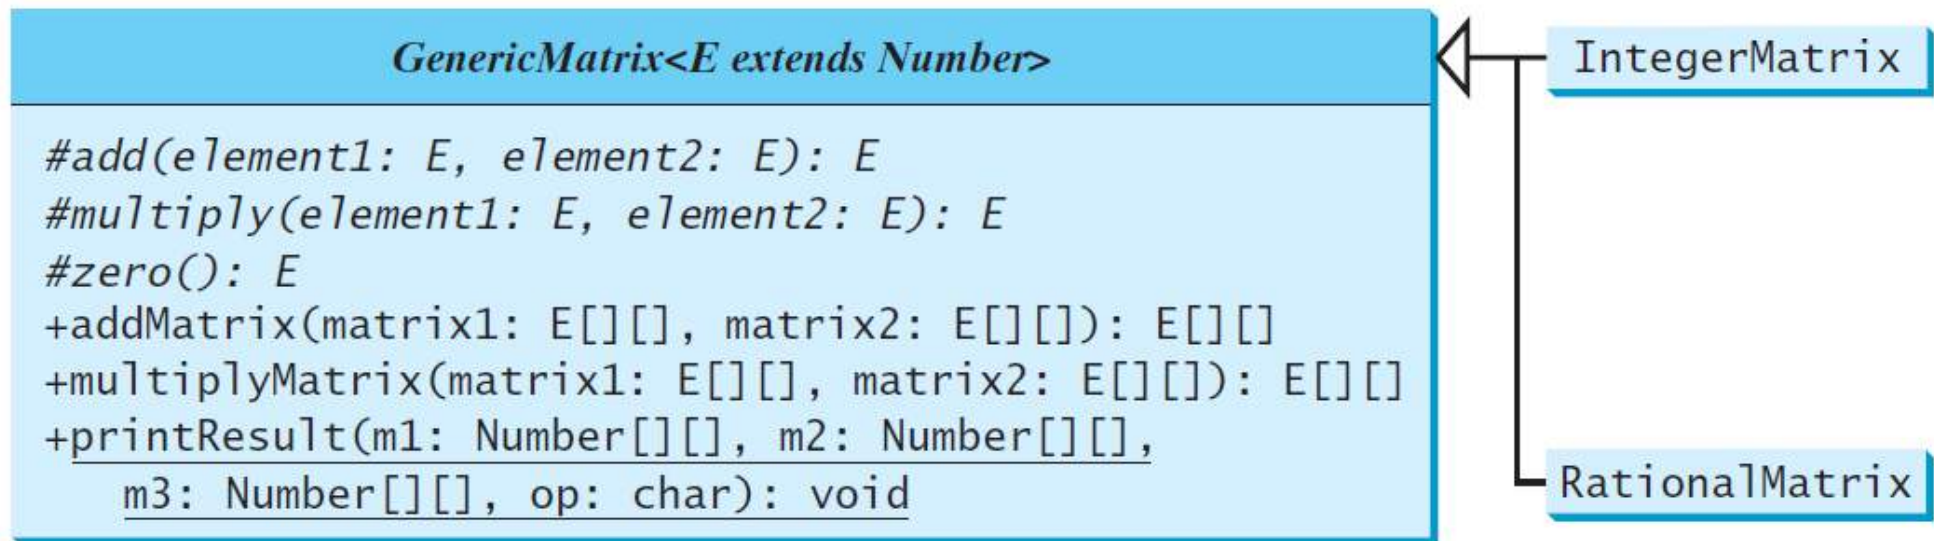 GenericMatrix<E extends Number>
IntegerMatrix
#add(element1: E, element2: E): E
#multiply(element1: E, element2: E): E
#zero(): E
+addMatrix(matrix1: E[][], matrix2: E[][]): E[][]
+multiplyMatrix(matrix1: E[][], matrix2: E[][]): E[][]
+printResult(m1: Number[][], m2: Number[][],
m3: Number[][], op: char): void
RationalMatrix